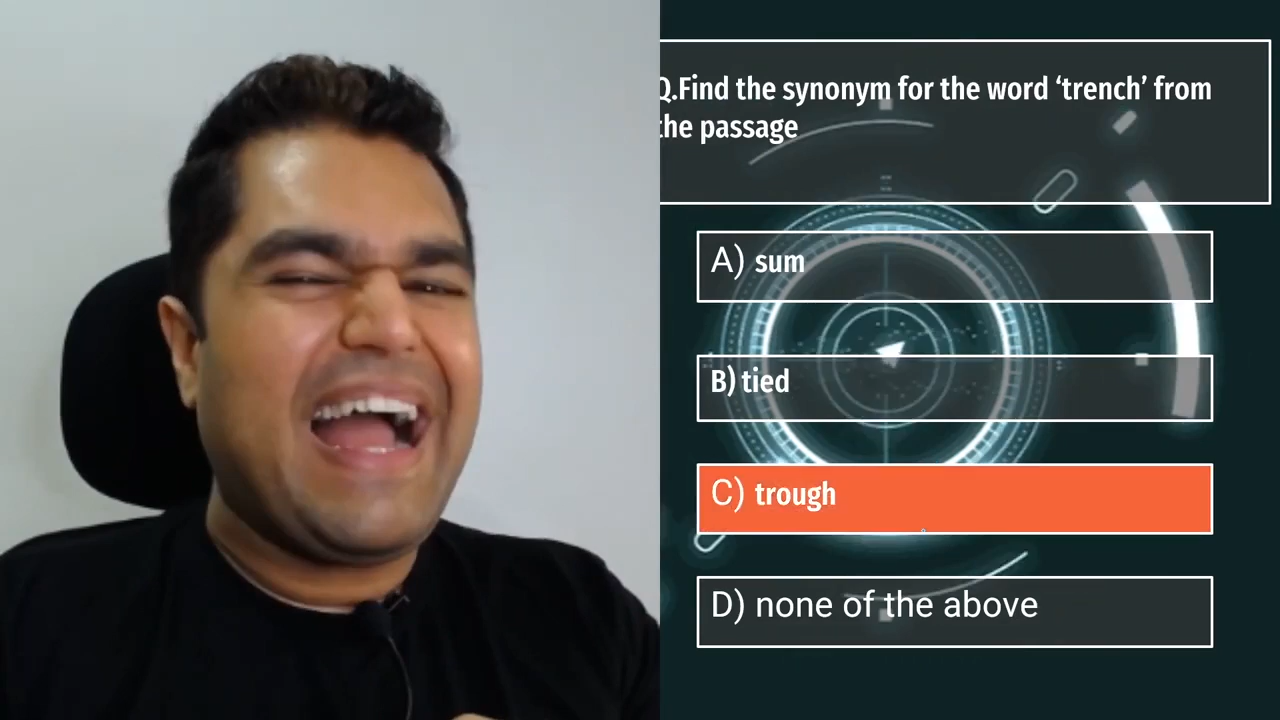 Q.Find the synonym for the word ‘trench’ from
the passage
A) sum
B) tied
C) trough
D) none of the above